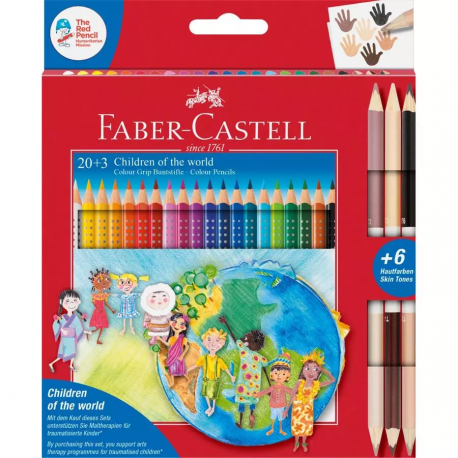 The
Red Pencil
Humanitarian
Mission
FABER-CASTELL
since 1761
20+3 Children of the world
Colour Grip Buntstifte · Colour Pencils
+6
Hautfarben
Skin Tones
Children
of the world
Mit dem Kauf dieses Sets
unterstützen Sie Maltherapien für
traumatisierte Kinder*
By purchasing this set, you support arts
therapy programmes for traumatised children*